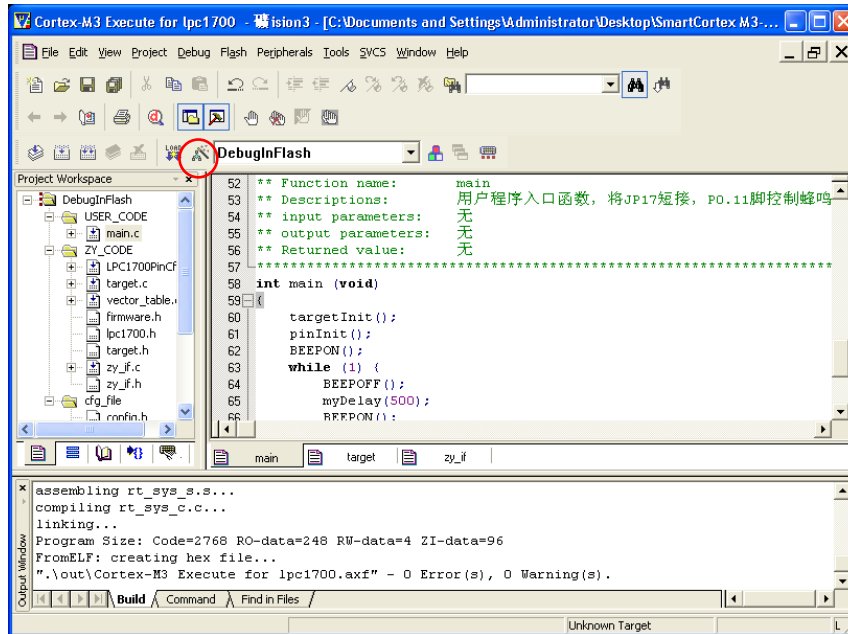 Cortex-M3 Execute for lpc1700 - 礦ision3 - [C:\Documents and Settings\Administrator\Desktop\SmartCortex M3-...
File Edit View Project Debug Flash Peripherals Tools SVCS Window Help
LOAD
DebugInFlash
Project Workspace
DebugInFlash
USER_CODE
main.c
ZY_CODE
LPC1700PinCf
target.c
vector_table.
firmware.h
lpc1700.h
target.h
zy_if.c
zy_if.h
cfg_file
config.h
52 ** Function name: main
53 ** Descriptions: 用户程序入口函数，将JP17短接，P0.11脚控制蜂鸣
54 ** input parameters: 无
55 ** output parameters: 无
56 ** Returned value: 无
57 *********************************************************************
58 int main (void)
59 {
60 targetInit();
61 pinInit();
62 BEEPON();
63 while (1) {
64 BEEPOFF();
65 myDelay(500);
66 BEEPON();
main target zy_if
assembling rt_sys_s.s...
compiling rt_sys_c.c...
linking...
Program Size: Code=2768 RO-data=248 RW-data=4 ZI-data=96
FromELF: creating hex file...
".\out\Cortex-M3 Execute for lpc1700.axf" - 0 Error(s), 0 Warning(s).
Output Window
Build Command Find in Files
Unknown Target L